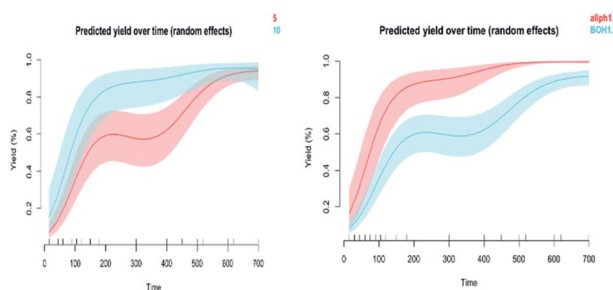 5
10
Predicted yield over time (random effects)
Yield (%)
1.0
0.8
0.6
0.4
0.2
0 100 200 300 400 500 600 700
Time
aliph1.
BOH1.
Predicted yield over time (random effects)
Yield (%)
1.0
0.8
0.6
0.4
0.2
0 100 200 300 400 500 600 700
Time